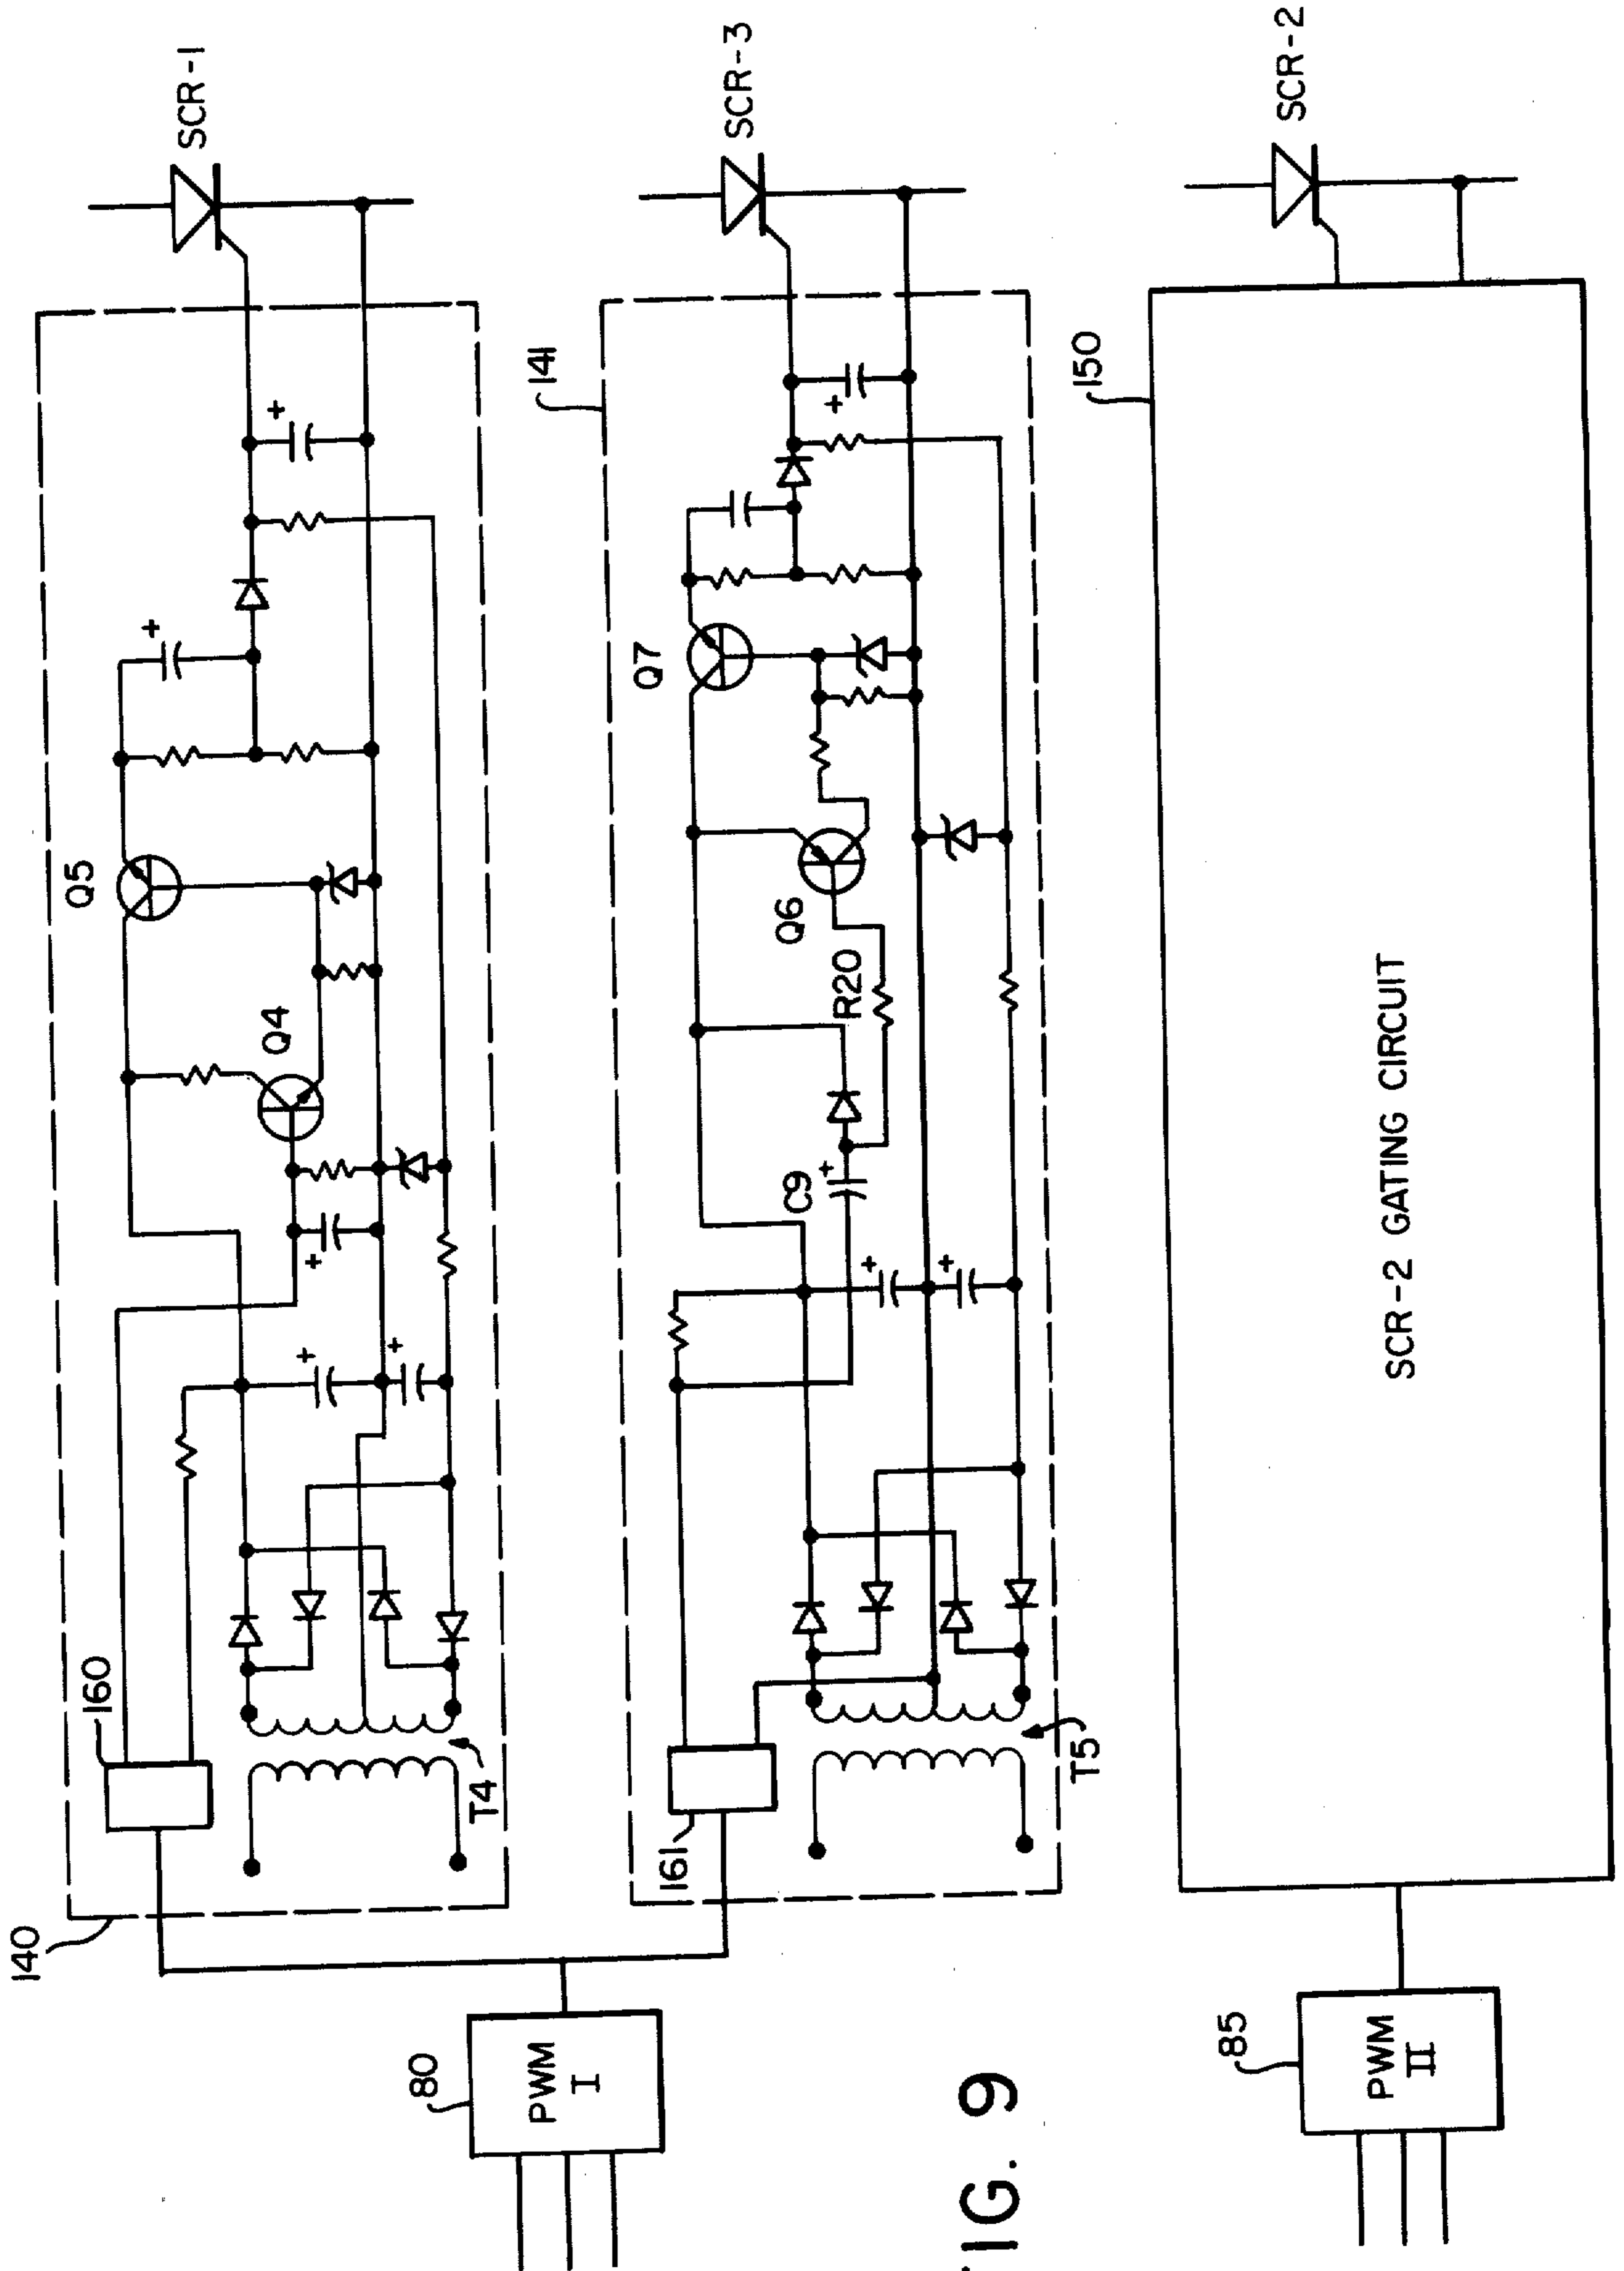 140
160
T4
Q4
Q5
+
+
+
+
+
SCR-1
80
PWM
I
141
161
T5
C9
+
R20
Q6
Q7
+
+
+
SCR-3
85
PWM
II
150
SCR-2 GATING CIRCUIT
SCR-2
FIG. 9